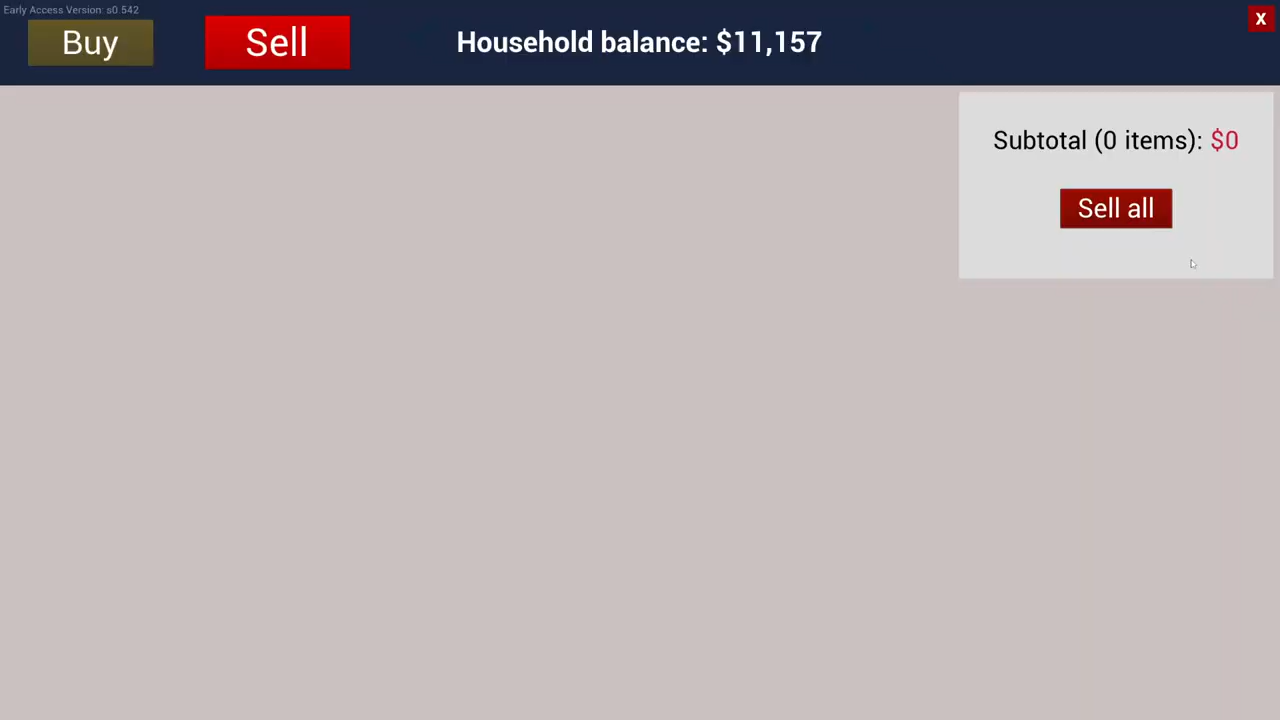 Early Access Version: s0.542
Buy
Sell
Household balance: $11,157
X
Subtotal (0 items): $0
Sell all